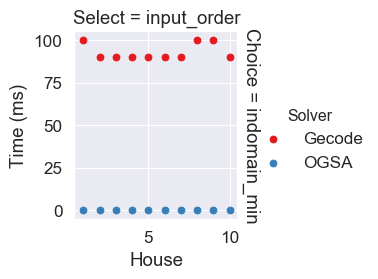 Select = input_order
Choice = indomain_min
Time (ms)
100
75
50
25
0
5
10
House
Solver
Gecode
OGSA